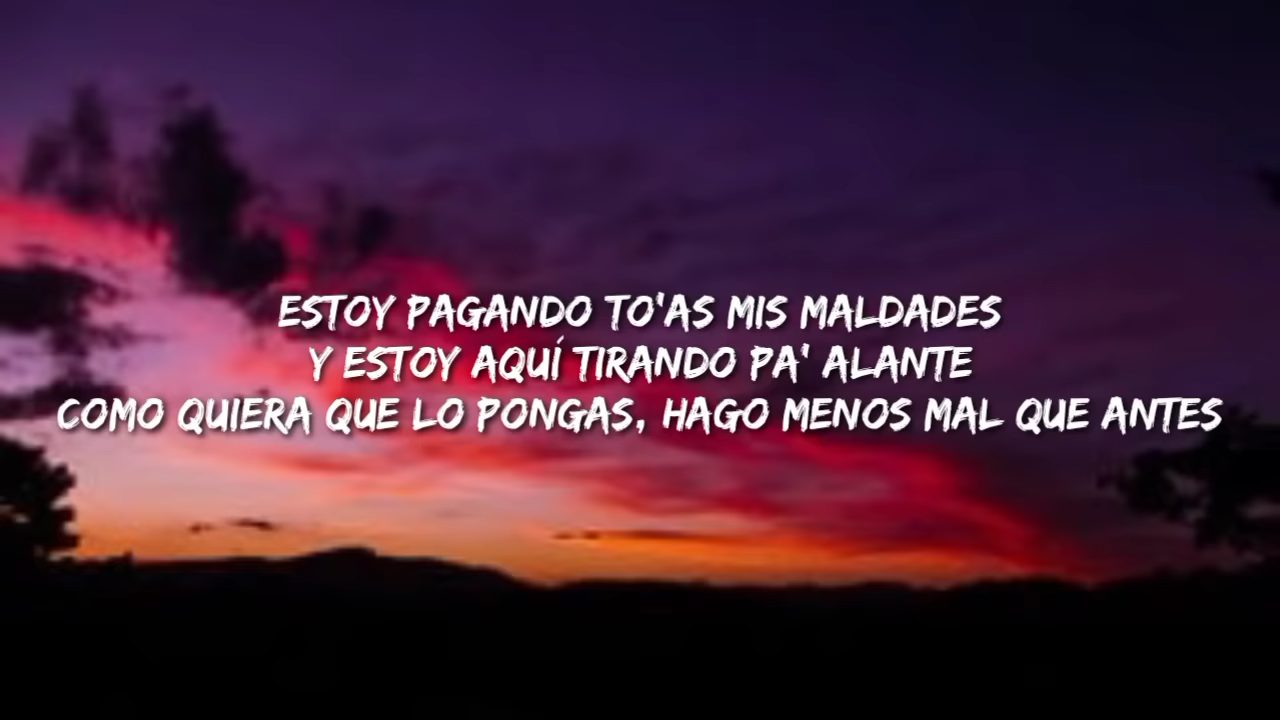 ESTOY PAGANDO TO'AS MIS MALDADES
Y ESTOY AQUÍ TIRANDO PA' ALANTE
COMO QUIERA QUE LO PONGAS, HAGO MENOS MAL QUE ANTES